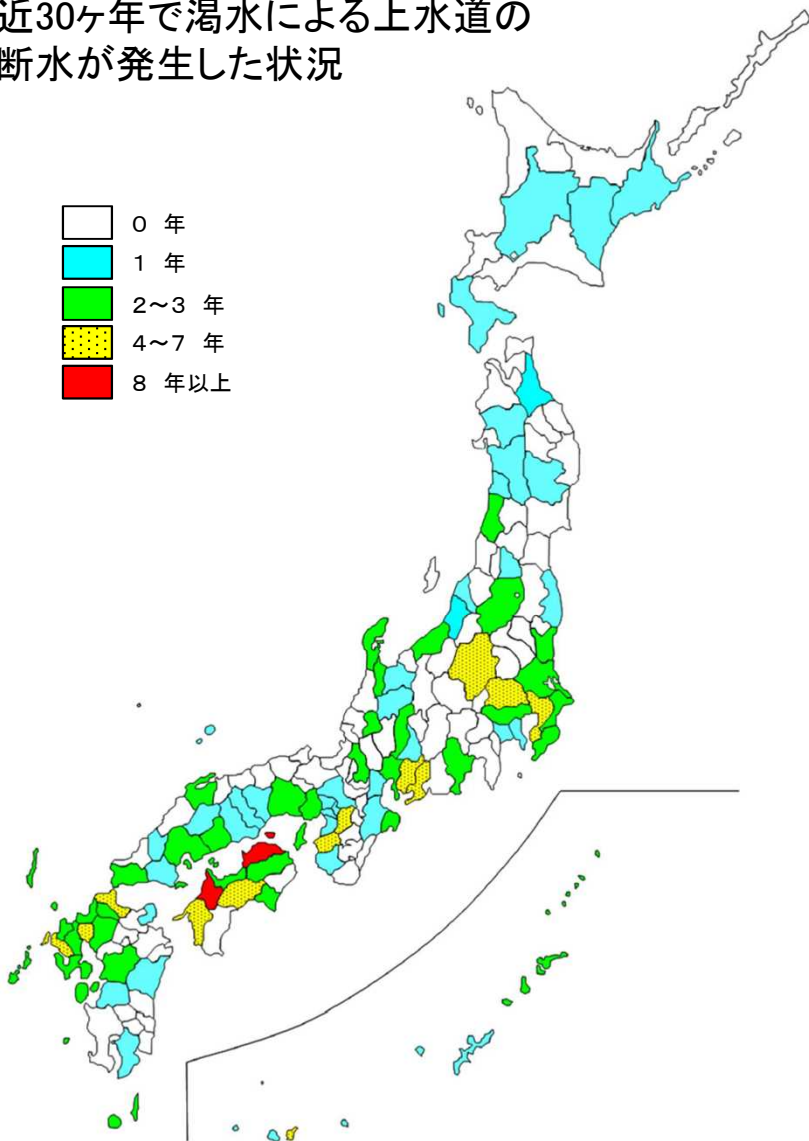 近30ヶ年で渇水による上水道の
断水が発生した状況
０ 年
１ 年
２～３ 年
４～７ 年
８ 年以上